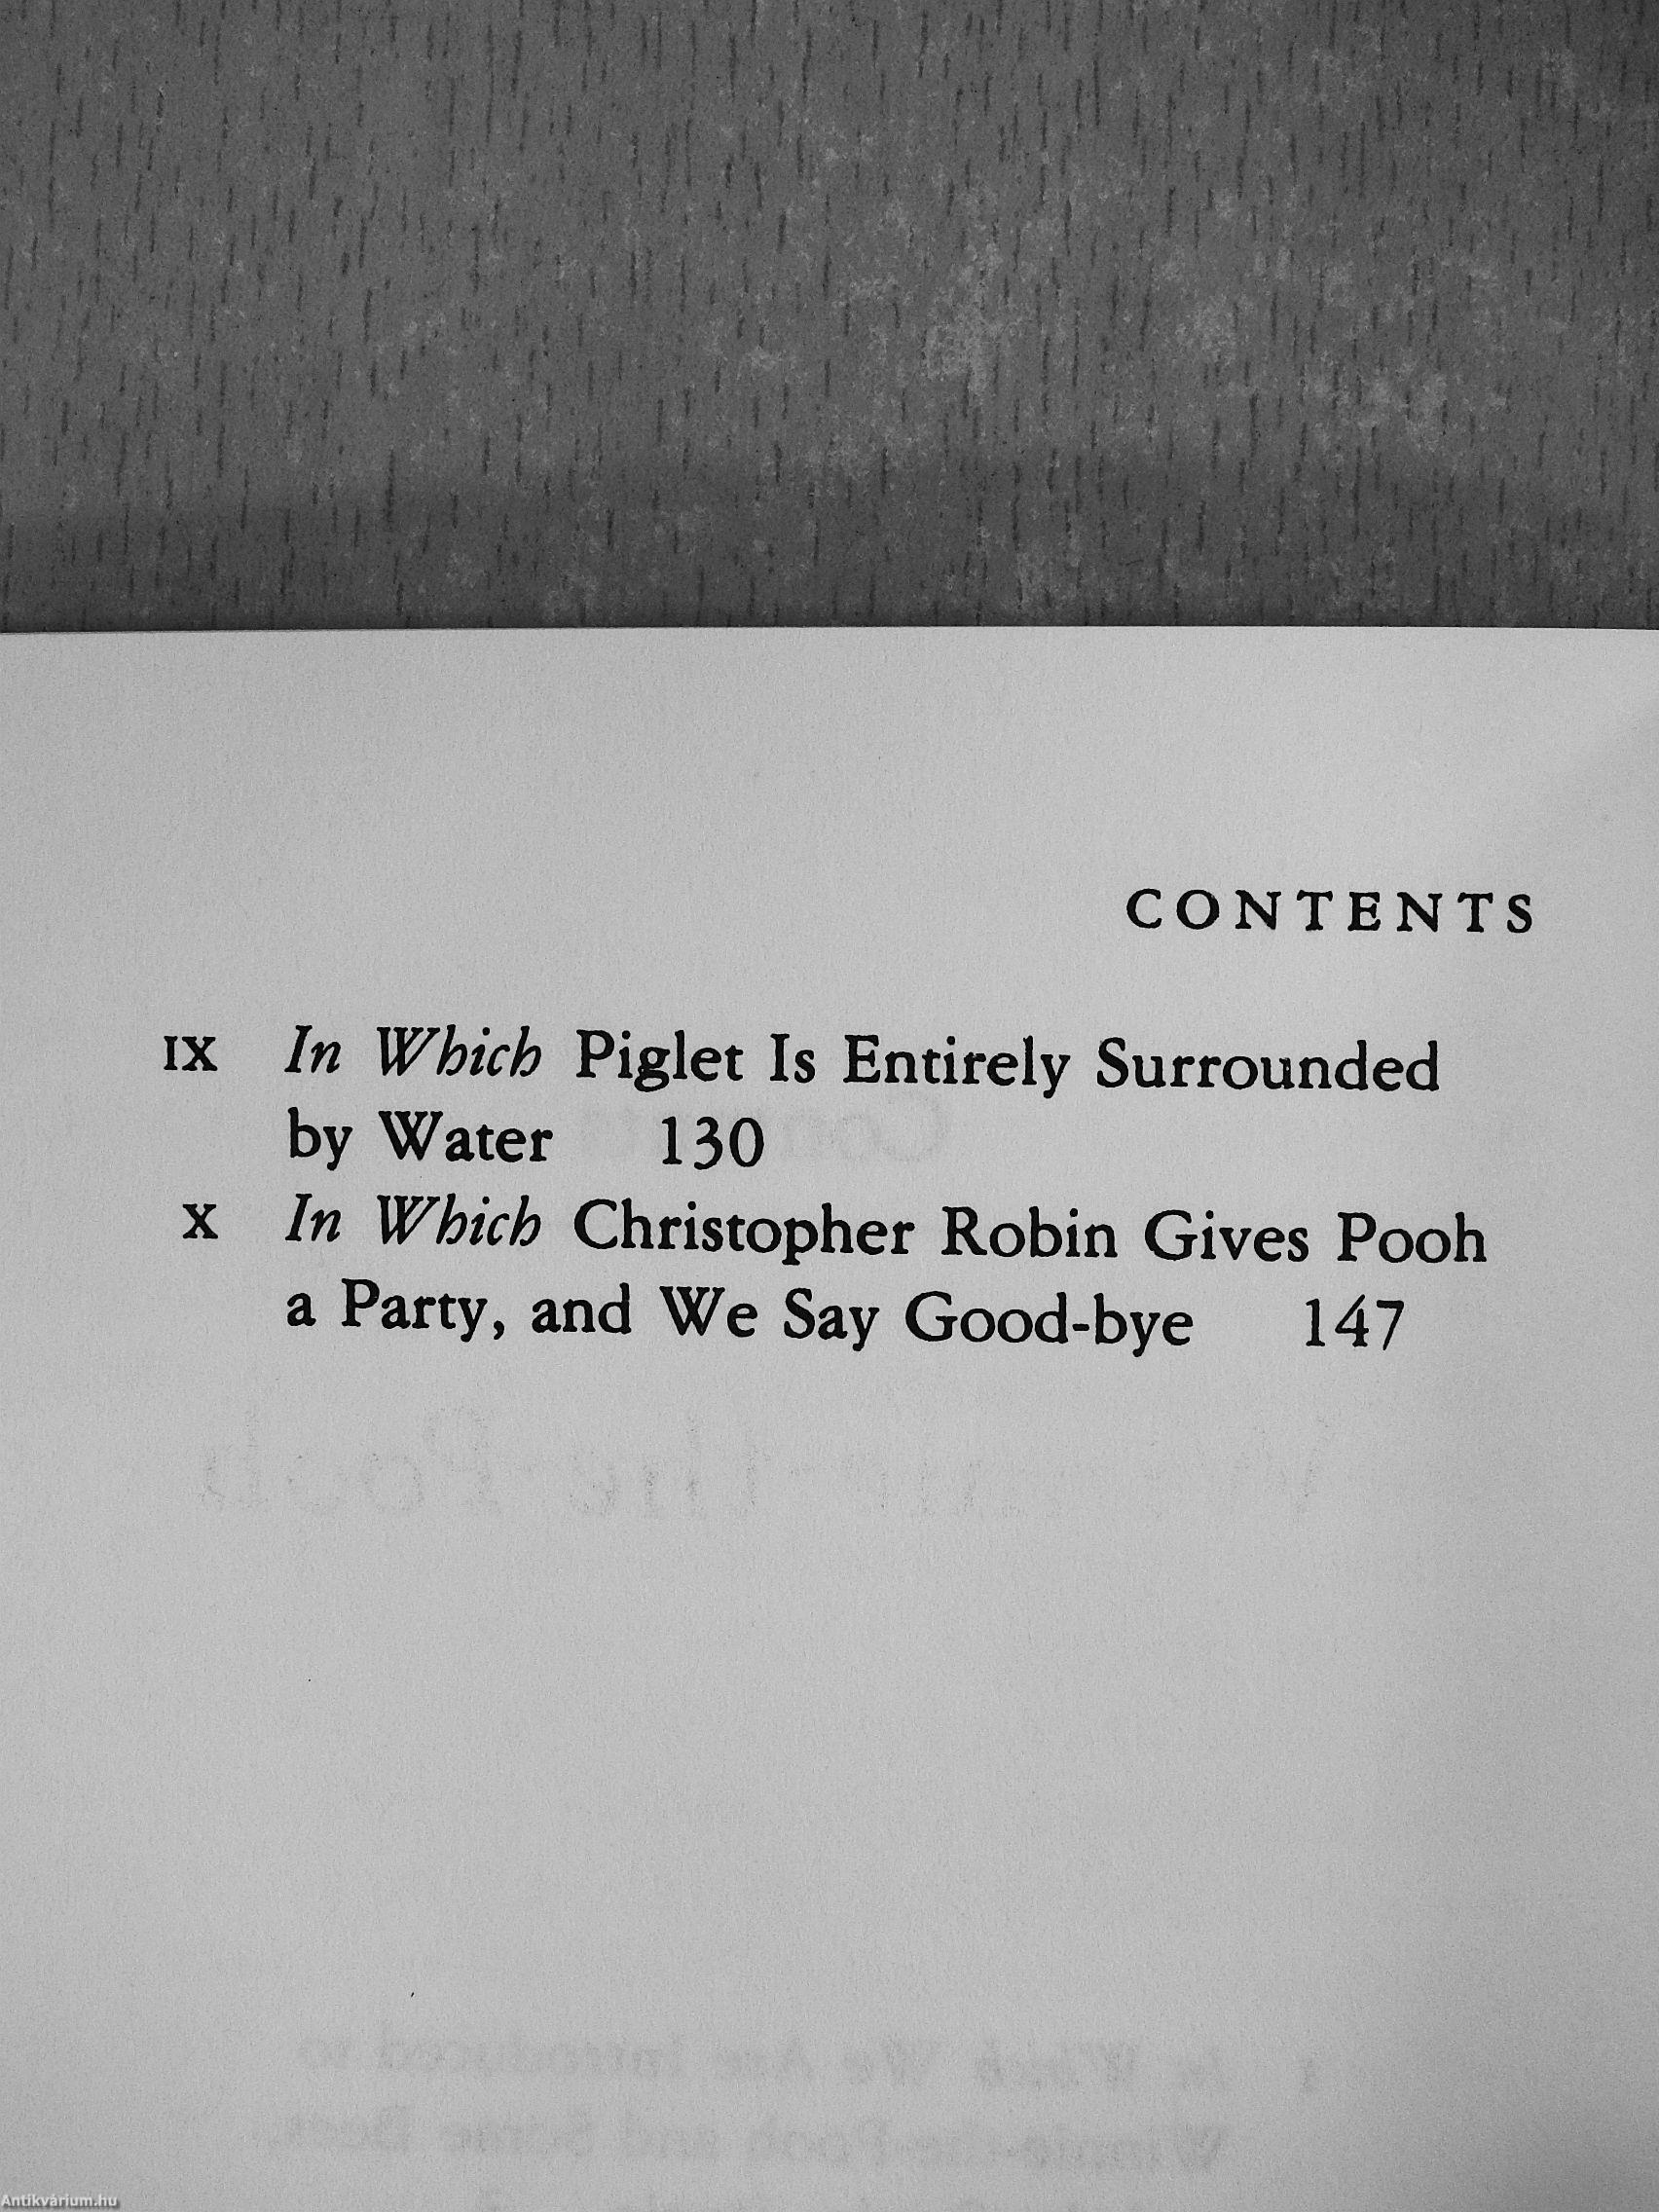 CONTENTS
IX In Which Piglet Is Entirely Surrounded
by Water 130
X In Which Christopher Robin Gives Pooh
a Party, and We Say Good-bye 147
Antikvárium.hu